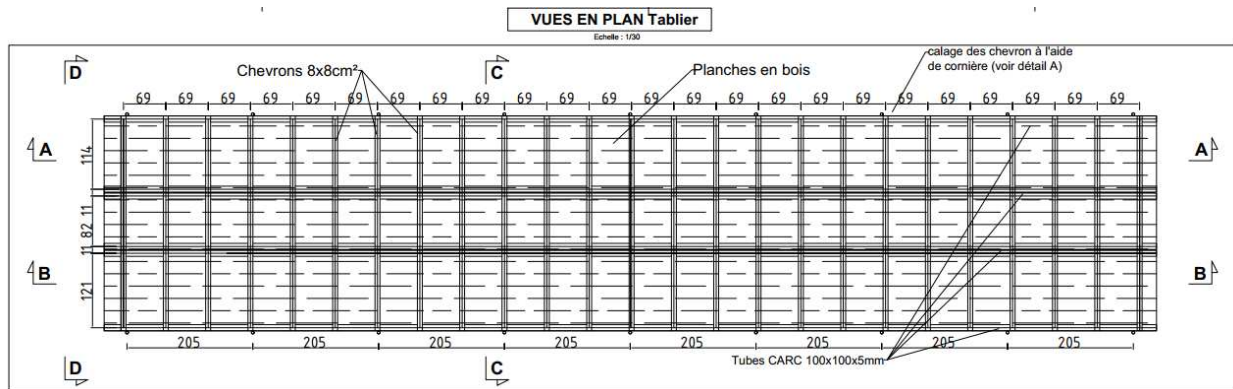 VUES EN PLAN Tablier
Echelle : 1/30
D
C
Chevrons 8x8cm²
Planches en bois
calage des chevron à l'aide
de cornière (voir détail A)
69 69 69 69 69 69 69 69 69 69 69 69 69 69 69 69 69 69 69 69 69 69 69 69
A
A
114
11
82
11
B
B
121
205 205 205 205 205 205 205 205
D
C
Tubes CARC 100x100x5mm